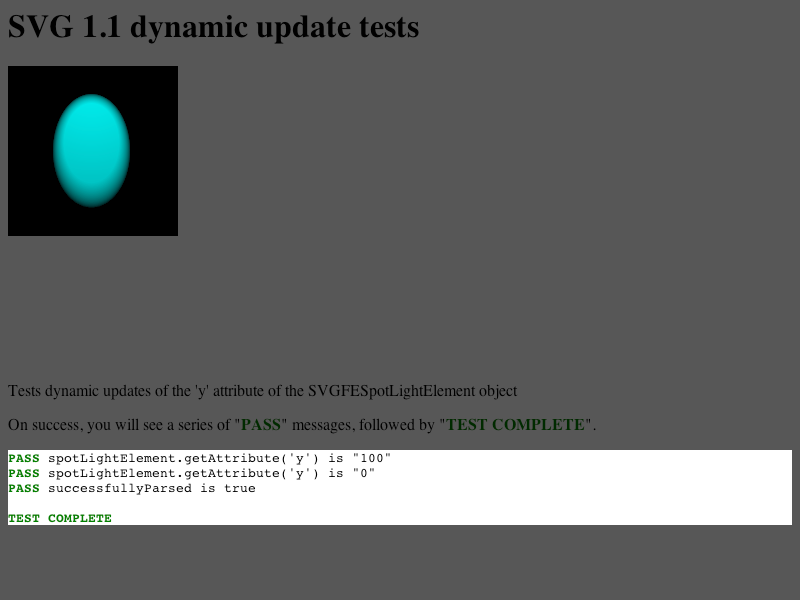 SVG 1.1 dynamic update tests
Tests dynamic updates of the 'y' attribute of the SVGFESpotLightElement object
On success, you will see a series of "PASS" messages, followed by "TEST COMPLETE".
PASS spotLightElement.getAttribute('y') is "100"
PASS spotLightElement.getAttribute('y') is "0"
PASS successfullyParsed is true
TEST COMPLETE